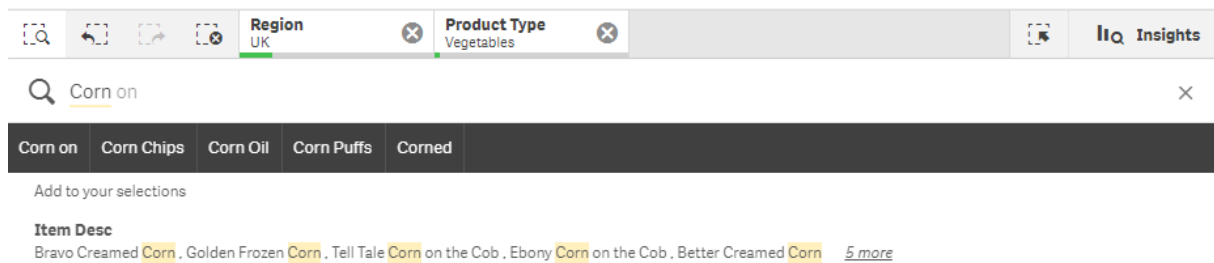 Region
UK
Product Type
Vegetables
Insights
Corn on
Corn on Corn Chips Corn Oil Corn Puffs Corned
Add to your selections
Item Desc
Bravo Creamed Corn , Golden Frozen Corn , Tell Tale Corn on the Cob , Ebony Corn on the Cob , Better Creamed Corn 5 more